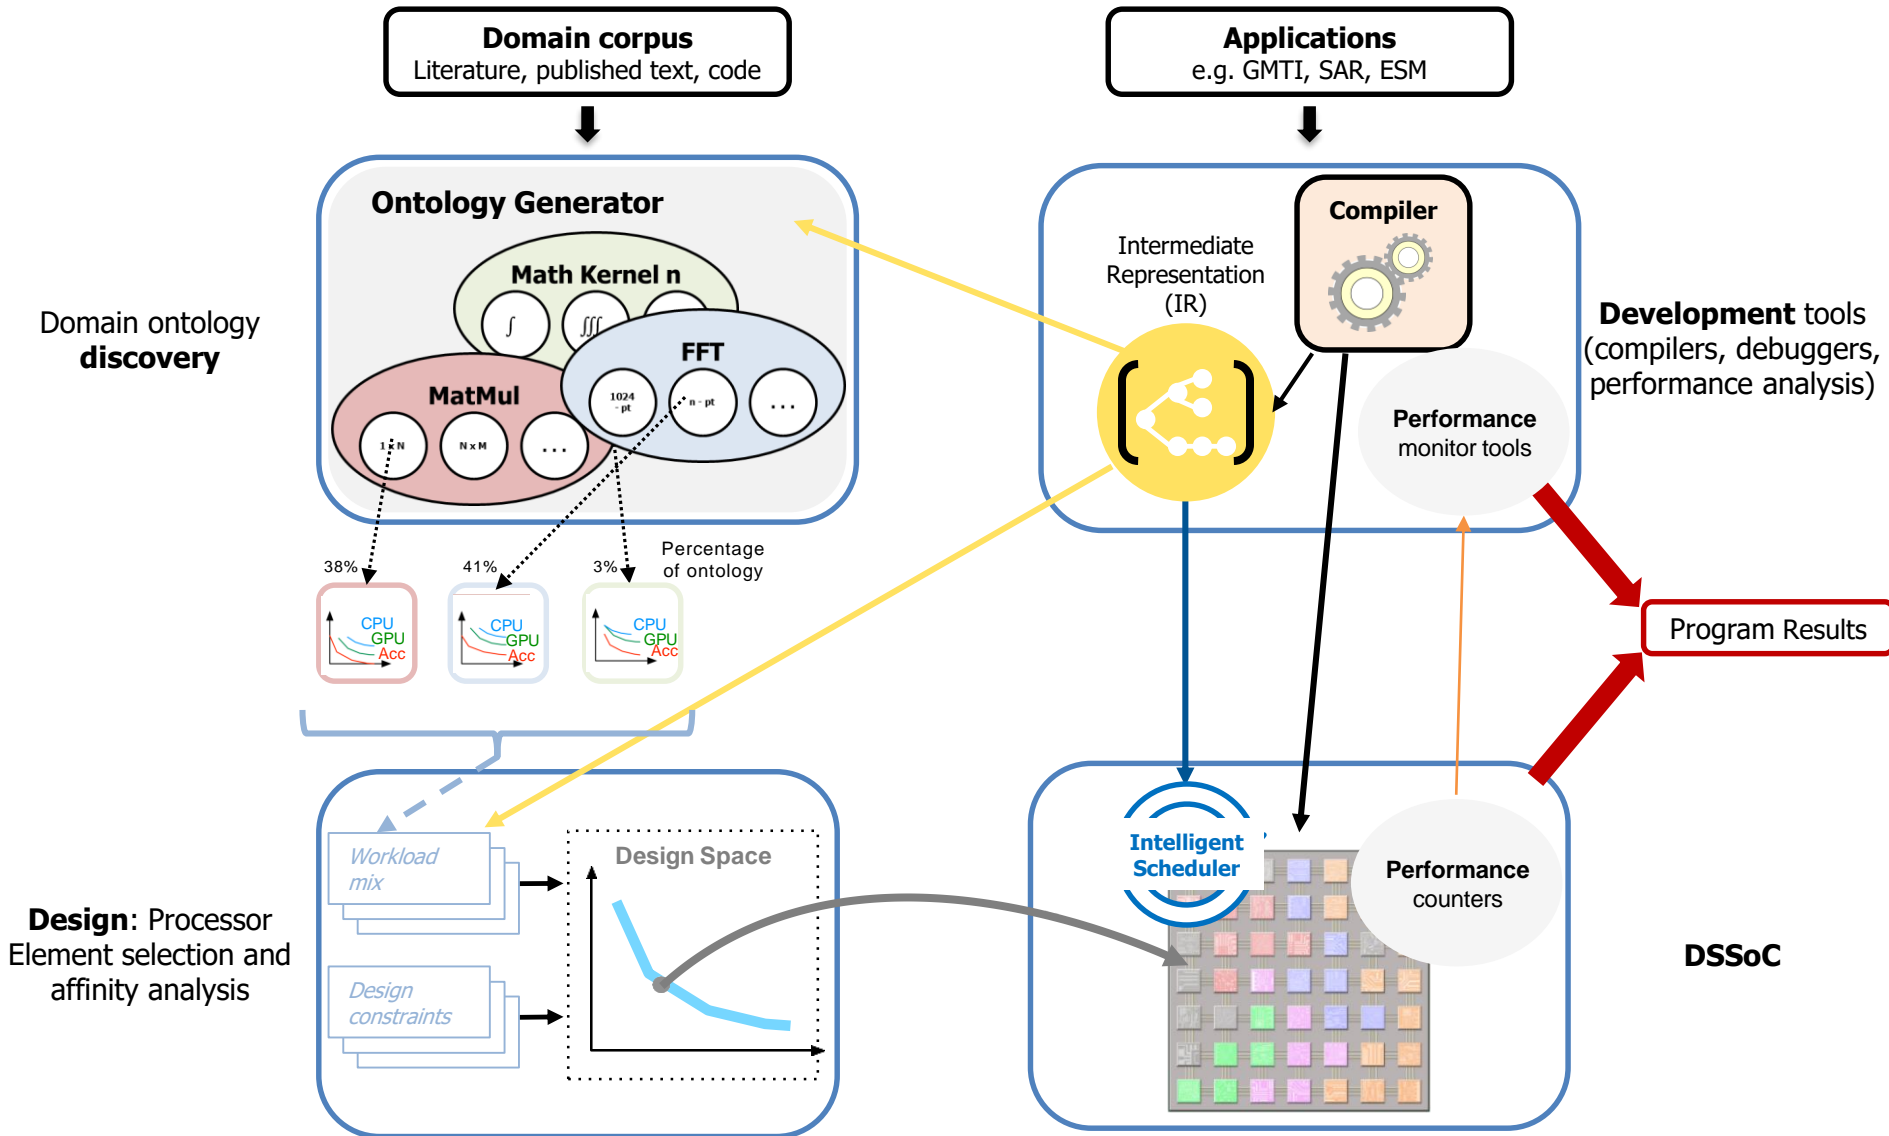 Domain corpus
Literature, published text, code
Applications
e.g. GMTI, SAR, ESM
Ontology Generator
Math Kernel n
∫
∫∫∫
FFT
1024
- pt
n - pt
...
MatMul
1 x N
N x M
...
Domain ontology
discovery
Compiler
Intermediate
Representation
(IR)
Performance
monitor tools
Development tools
(compilers, debuggers,
performance analysis)
38%
41%
3%
Percentage
of ontology
CPU
GPU
Acc
CPU
GPU
Acc
CPU
GPU
Acc
Program Results
Workload
mix
Design
constraints
Design Space
Design: Processor
Element selection and
affinity analysis
Intelligent
Scheduler
Performance
counters
DSSoC